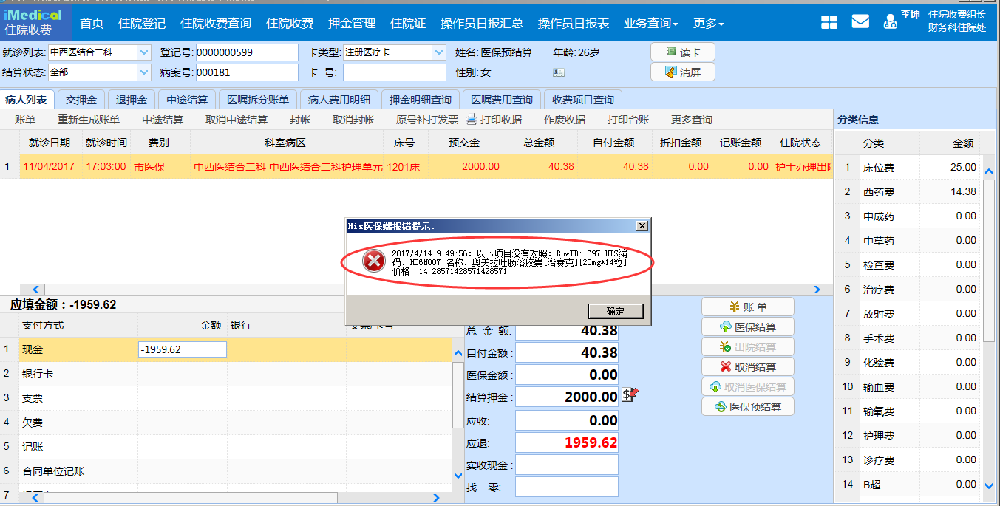 iMedical
住院收费
首页 住院登记 住院收费查询 住院收费 押金管理 住院证 操作员日报汇总 操作员日报表 业务查询 更多
李坤 住院收费组长
财务科住院处
就诊列表: 中西医结合二科 登记号: 0000000599 卡类型: 注册医疗卡 姓名: 医保预结算 年龄: 26岁 读卡
结算状态: 全部 病案号: 000181 卡 号: 性别: 女 清屏
病人列表 交押金 退押金 中途结算 医嘱拆分账单 病人费用明细 押金明细查询 医嘱费用查询 收费项目查询
账单 重新生成账单 中途结算 取消中途结算 封帐 取消封帐 原号补打发票 打印收据 作废收据 打印台账 更多查询
就诊日期 就诊时间 费别 科室病区 床号 预交金 总金额 自付金额 折扣金额 记账金额 住院状态
1 11/04/2017 17:03:00 市医保 中西医结合二科 中西医结合二科护理单元 1201床 2000.00 40.38 40.38 0.00 0.00 护士办理出院
His医保端报错提示:
2017/4/14 9:49:56: 以下项目没有对照: RowID: 697 HIS编
码: H06N007 名称: 奥美拉唑肠溶胶囊[洛赛克][20mg*14粒]
价格: 14.28571428571428571
确定
应填金额：-1959.62
支付方式 金额 银行
1 现金 -1959.62
2 银行卡
3 支票
4 欠费
5 记账
6 合同单位记账
7
总 金 额: 40.38
自付金额: 40.38
医保金额: 0.00
结算押金: 2000.00
应收: 0.00
应退: 1959.62
实收现金:
找 零:
账 单
医保结算
出院结算
取消结算
取消医保结算
医保预结算
分类信息
分类 金额
1 床位费 25.00
2 西药费 14.38
3 中成药 0.00
4 中草药 0.00
5 检查费 0.00
6 治疗费 0.00
7 放射费 0.00
8 手术费 0.00
9 化验费 0.00
10 输血费 0.00
11 输氧费 0.00
12 护理费 0.00
13 诊疗费 0.00
14 B超 0.00